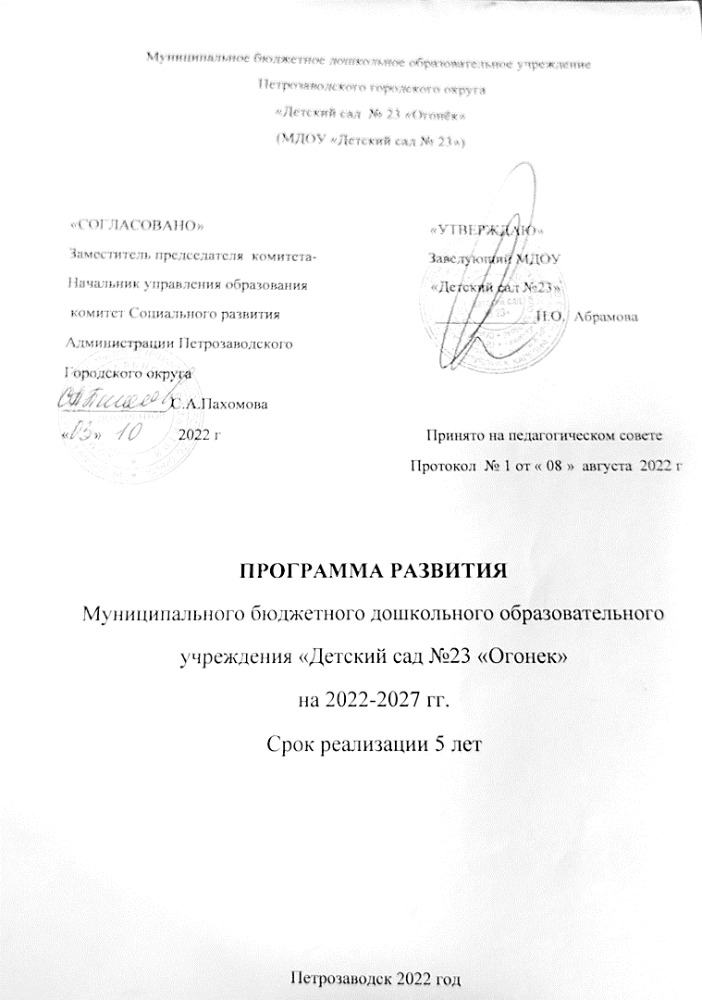 Муниципальное бюджетное дошкольное образовательное учреждение
Петрозаводского городского округа
«Детский сад № 23 «Огонёк»
(МДОУ «Детский сад № 23»)
«СОГЛАСОВАНО»
Заместитель председателя комитета-
Начальник управления образования
комитет Социального развития
Администрации Петрозаводского
Городского округа
С.А.Пахомова
«03» 10 2022 г
«УТВЕРЖДАЮ»
Заведующий МДОУ
«Детский сад №23»
И.О. Абрамова
Принято на педагогическом совете
Протокол № 1 от « 08 » августа 2022 г
ПРОГРАММА РАЗВИТИЯ
Муниципального бюджетного дошкольного образовательного
учреждения «Детский сад №23 «Огонек»
на 2022-2027 гг.
Срок реализации 5 лет
Петрозаводск 2022 год